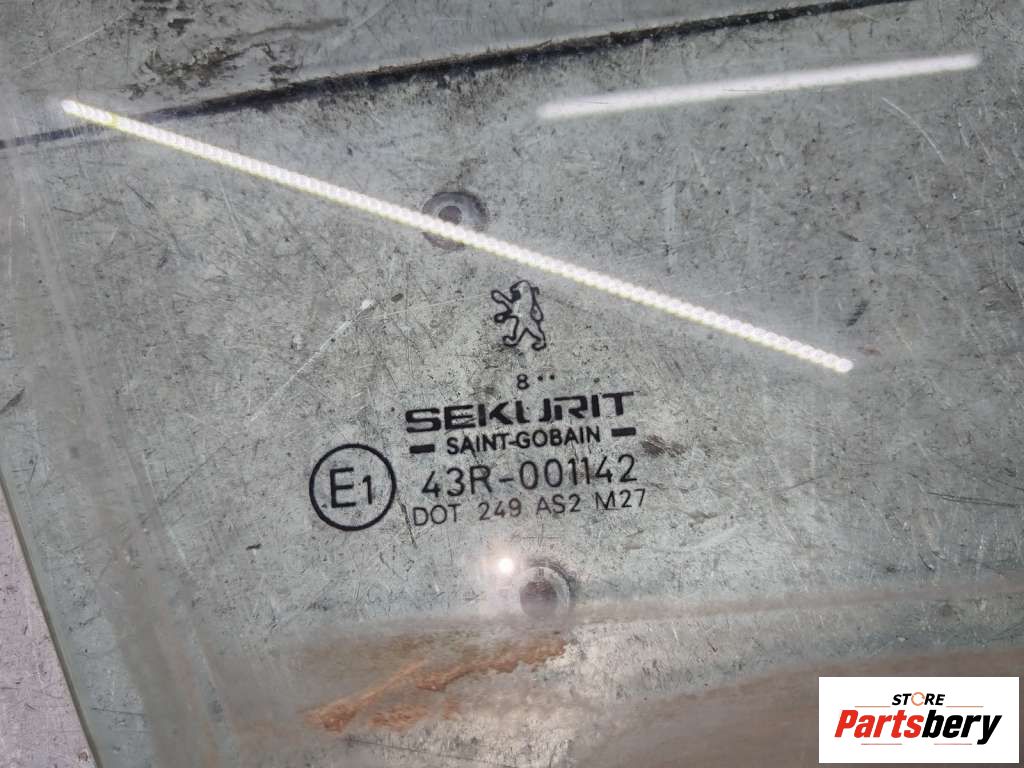 8 ••
SEKURIT
SAINT-GOBAIN
E1
43R-001142
DOT 249 AS2 M27
STORE
Partsbery